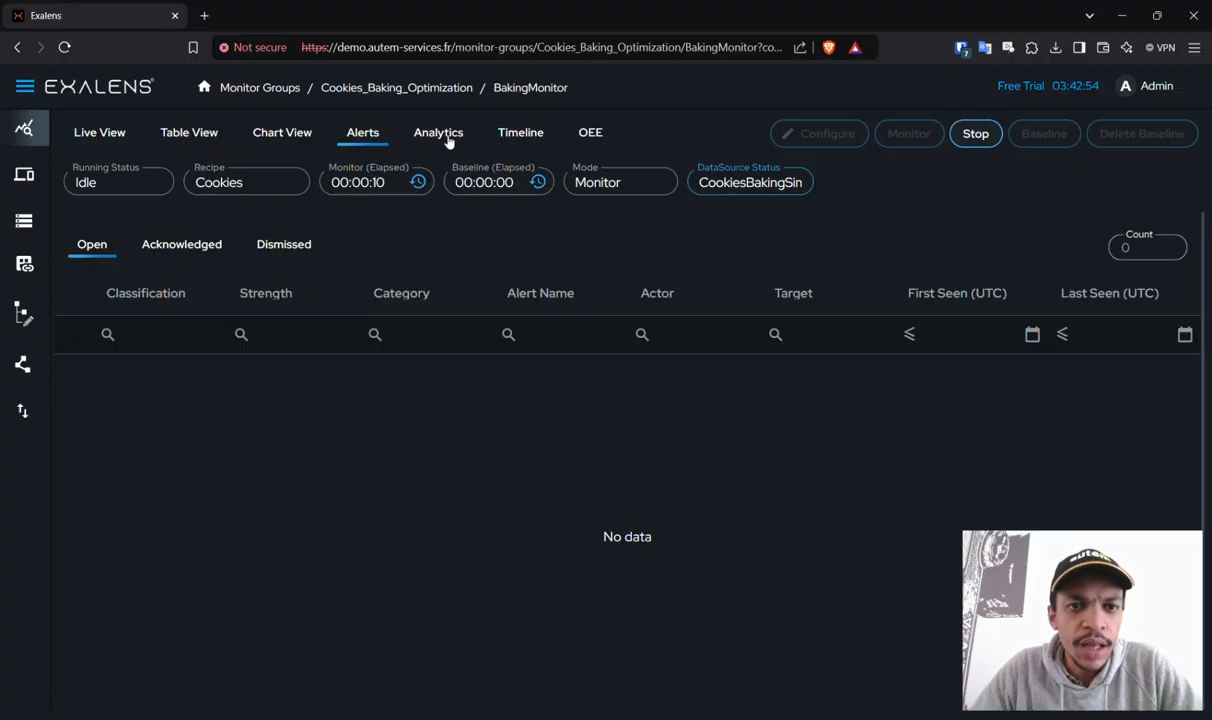 Exalens
7
VPN
Not secure https://demo.autem-services.fr/monitor-groups/Cookies_Baking_Optimization/BakingMonitor?co...
EXALENS
Monitor Groups / Cookies_Baking_Optimization / BakingMonitor
Free Trial 03:42:54
A Admin
Live View Table View Chart View Alerts Analytics Timeline OEE
Configure Monitor Stop Baseline Delete Baseline
Running Status
Idle
Recipe
Cookies
Monitor (Elapsed)
00:00:10
Baseline (Elapsed)
00:00:00
Mode
Monitor
DataSource Status
CookiesBakingSin
Open Acknowledged Dismissed
Count
0
Classification Strength Category Alert Name Actor Target First Seen (UTC) Last Seen (UTC)
No data
autem